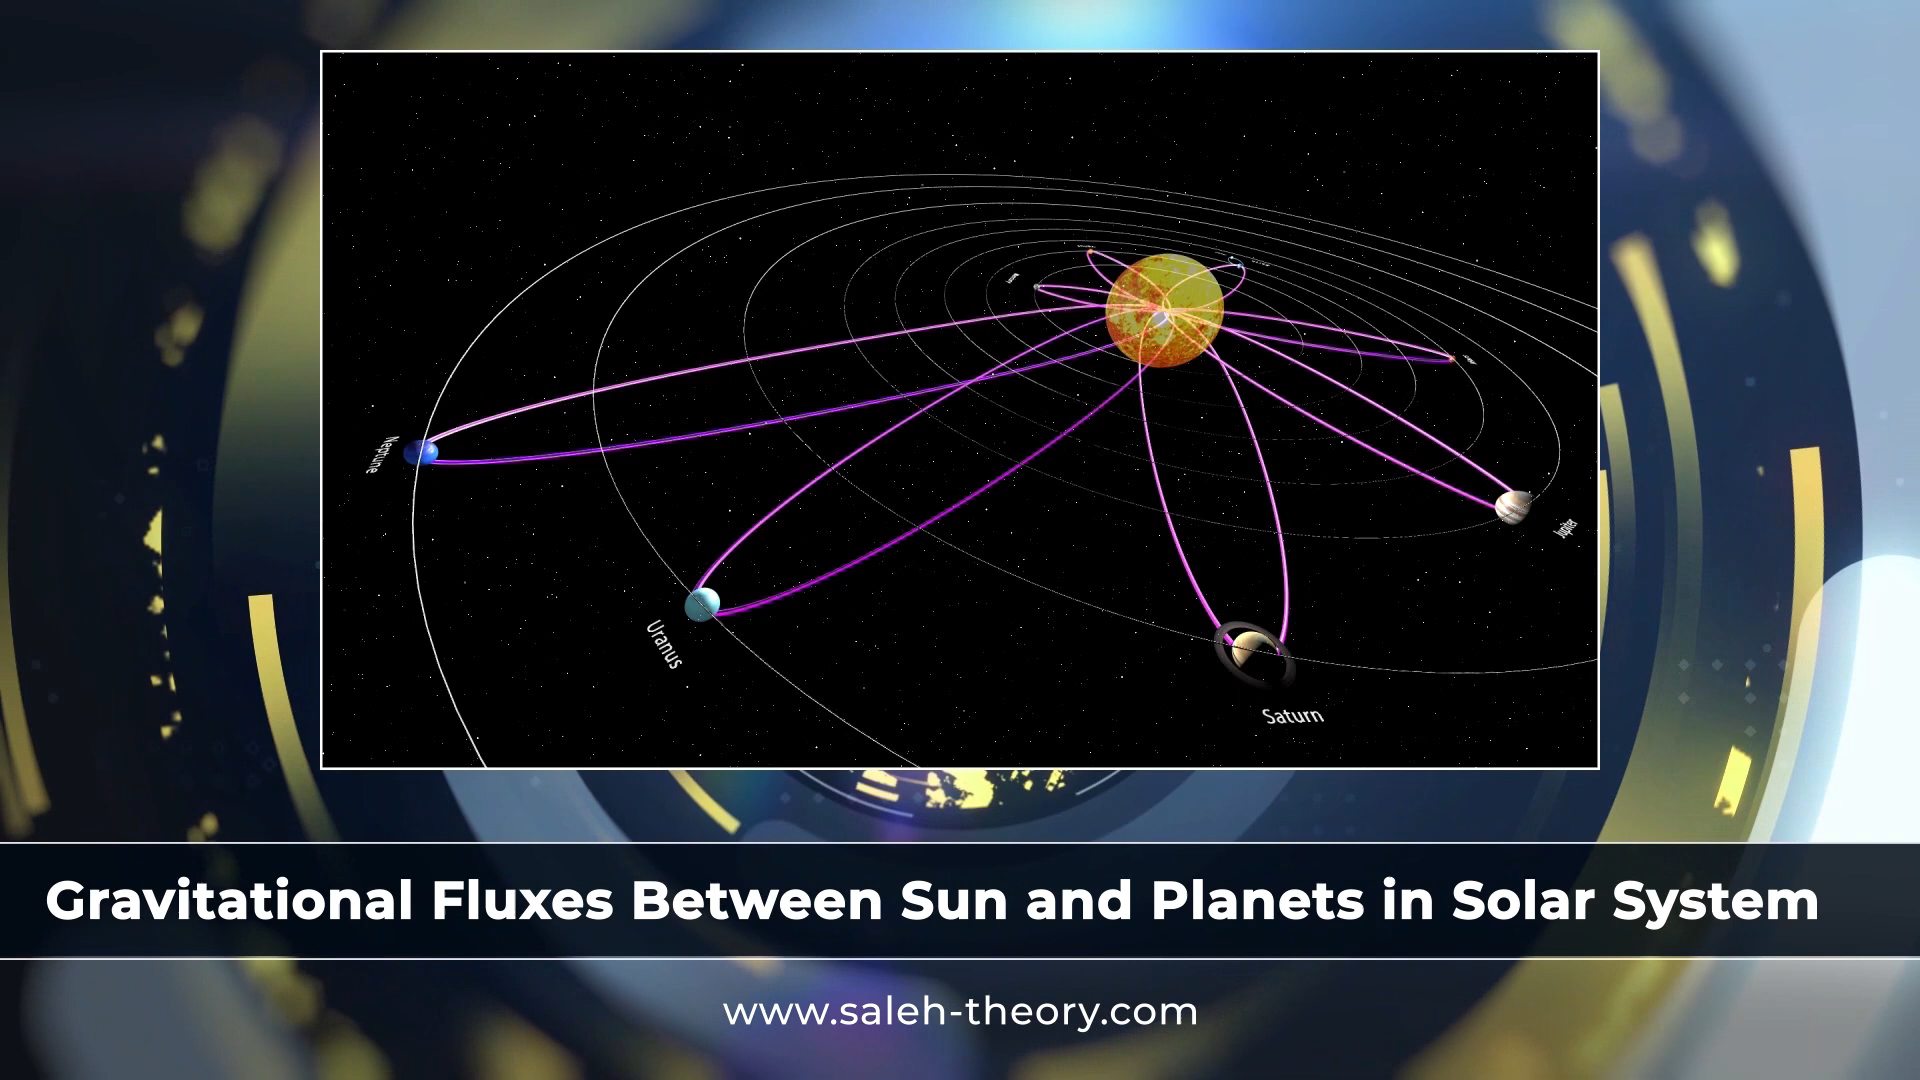 Neptune
Uranus
Saturn
Jupiter
Gravitational Fluxes Between Sun and Planets in Solar System
www.saleh-theory.com